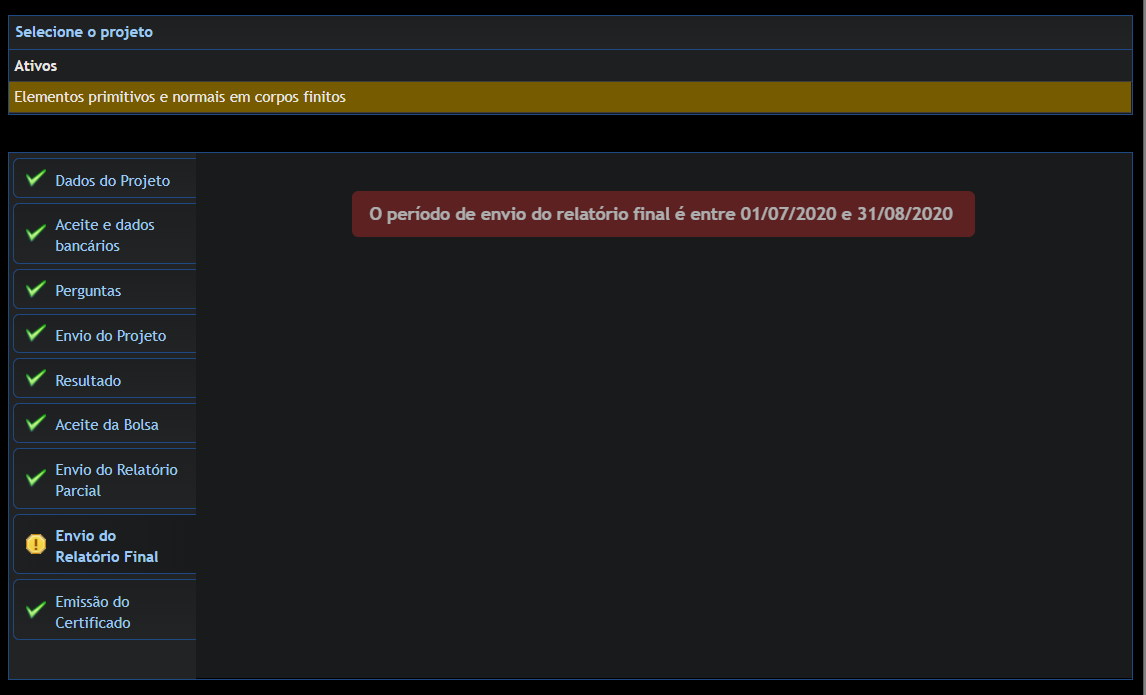 Selecione o projeto
Ativos
Elementos primitivos e normais em corpos finitos
Dados do Projeto
Aceite e dados
bancários
Perguntas
Envio do Projeto
Resultado
Aceite da Bolsa
Envio do Relatório
Parcial
Envio do
Relatório Final
Emissão do
Certificado
O período de envio do relatório final é entre 01/07/2020 e 31/08/2020